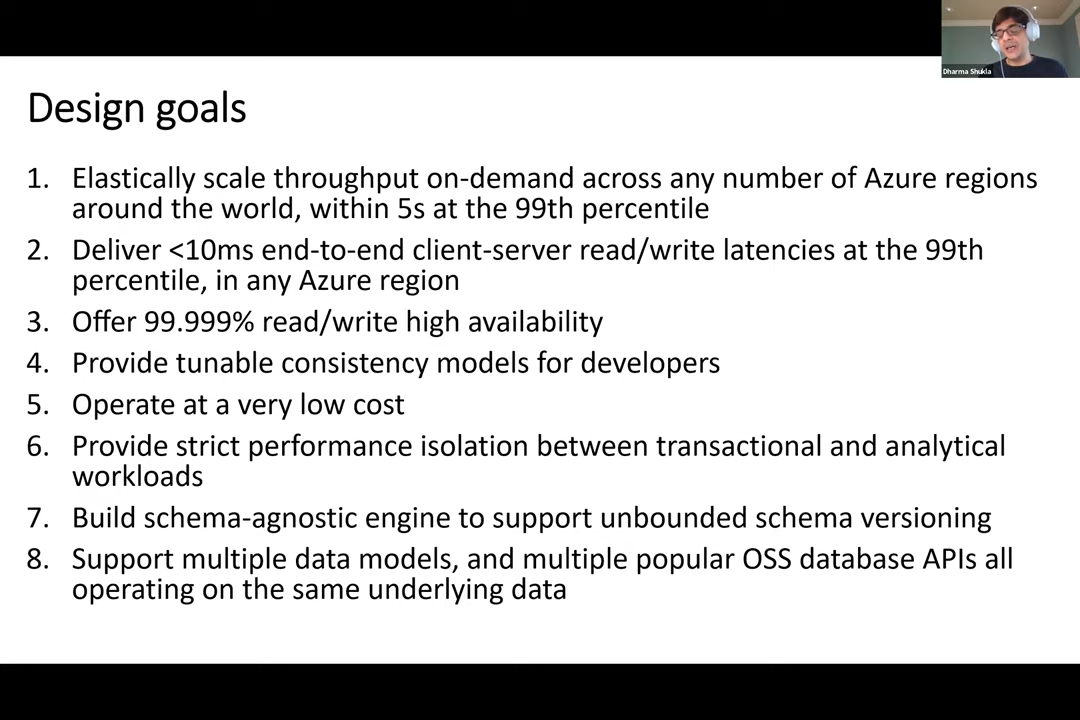 Dharma Shukla
Design goals
1. Elastically scale throughput on-demand across any number of Azure regions
around the world, within 5s at the 99th percentile
2. Deliver <10ms end-to-end client-server read/write latencies at the 99th
percentile, in any Azure region
3. Offer 99.999% read/write high availability
4. Provide tunable consistency models for developers
5. Operate at a very low cost
6. Provide strict performance isolation between transactional and analytical
workloads
7. Build schema-agnostic engine to support unbounded schema versioning
8. Support multiple data models, and multiple popular OSS database APIs all
operating on the same underlying data